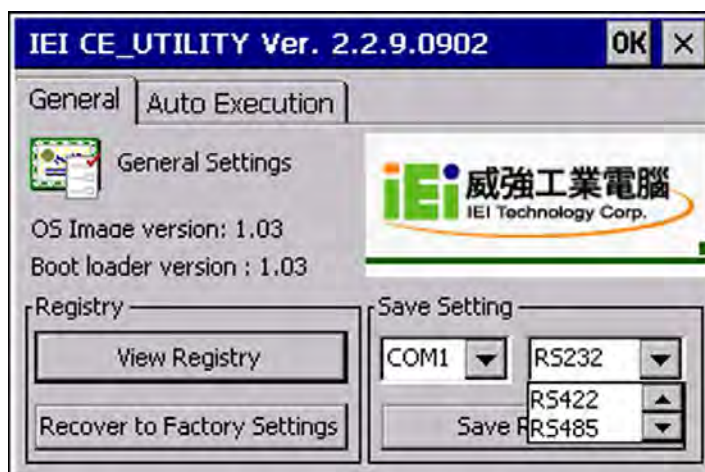 IEI CE_UTILITY Ver. 2.2.9.0902 OK ×
General Auto Execution
General Settings
iEi 威強工業電腦
IEI Technology Corp.
OS Image version: 1.03
Boot loader version : 1.03
Registry
View Registry
Recover to Factory Settings
Save Setting
COM1 RS232
RS422
RS485
Save